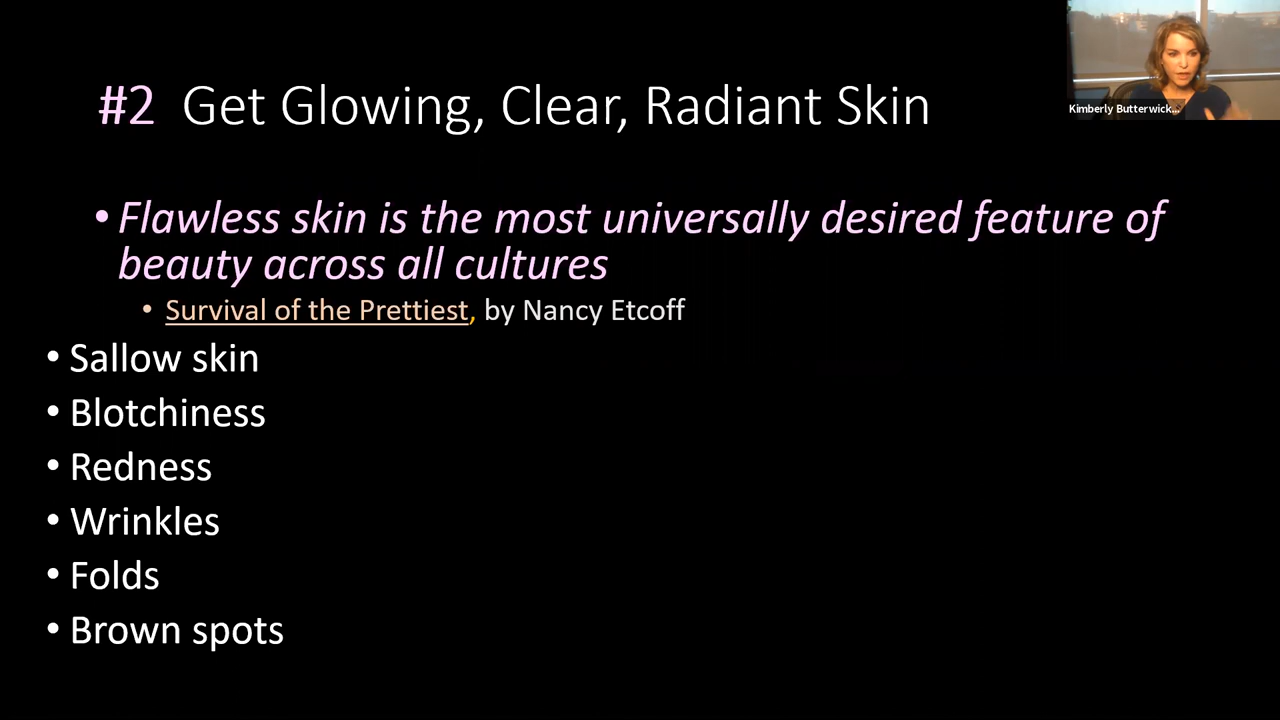 #2 Get Glowing, Clear, Radiant Skin
Kimberly Butterwick...
• Flawless skin is the most universally desired feature of
beauty across all cultures
• Survival of the Prettiest, by Nancy Etcoff
• Sallow skin
• Blotchiness
• Redness
• Wrinkles
• Folds
• Brown spots